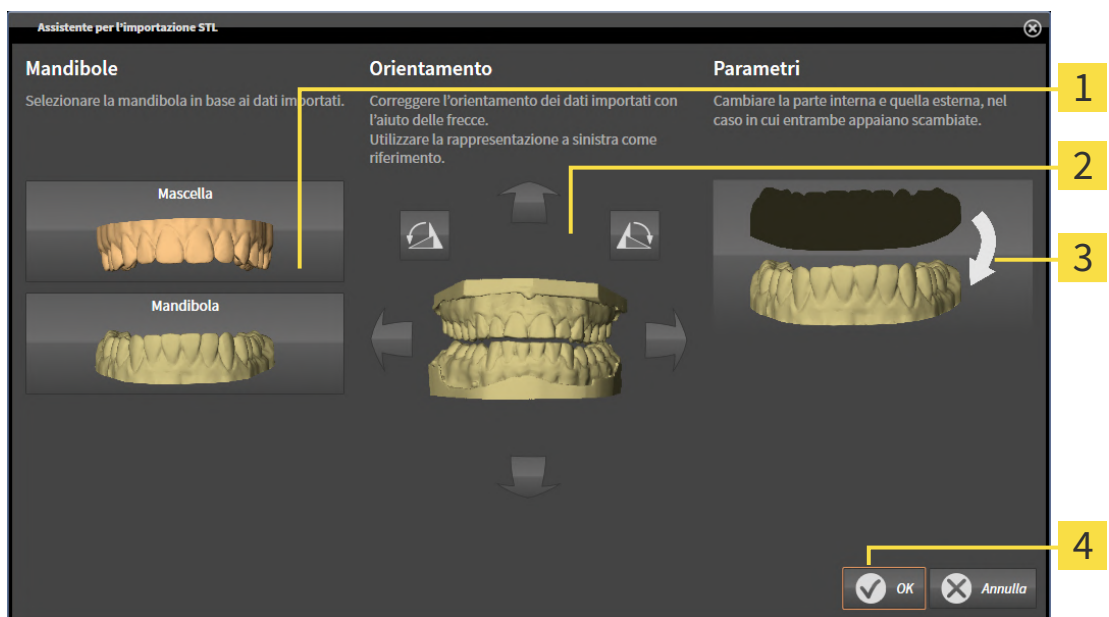 Assistente per l'importazione STL
Mandibole
Selezionare la mandibola in base ai dati importati.
Mascella
Mandibola
Orientamento
Correggere l'orientamento dei dati importati con
l'aiuto delle frecce.
Utilizzare la rappresentazione a sinistra come
riferimento.
Parametri
Cambiare la parte interna e quella esterna, nel
caso in cui entrambe appaiano scambiate.
1
2
3
4
OK
Annulla